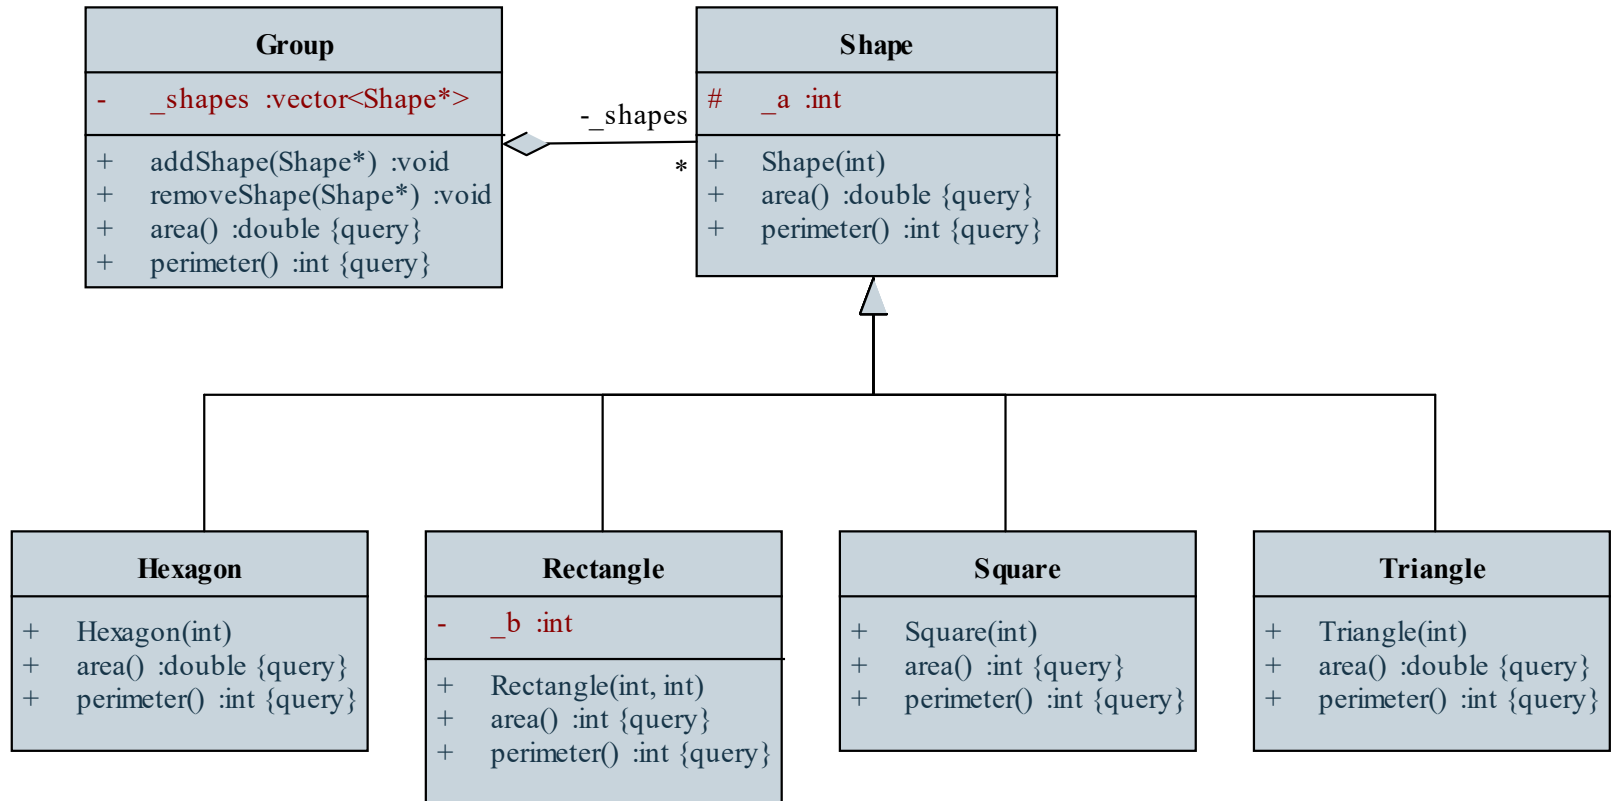 Group
- _shapes :vector<Shape*>
+ addShape(Shape*) :void
+ removeShape(Shape*) :void
+ area() :double {query}
+ perimeter() :int {query}
-_shapes
*
Shape
# _a :int
+ Shape(int)
+ area() :double {query}
+ perimeter() :int {query}
Hexagon
+ Hexagon(int)
+ area() :double {query}
+ perimeter() :int {query}
Rectangle
- _b :int
+ Rectangle(int, int)
+ area() :int {query}
+ perimeter() :int {query}
Square
+ Square(int)
+ area() :int {query}
+ perimeter() :int {query}
Triangle
+ Triangle(int)
+ area() :double {query}
+ perimeter() :int {query}